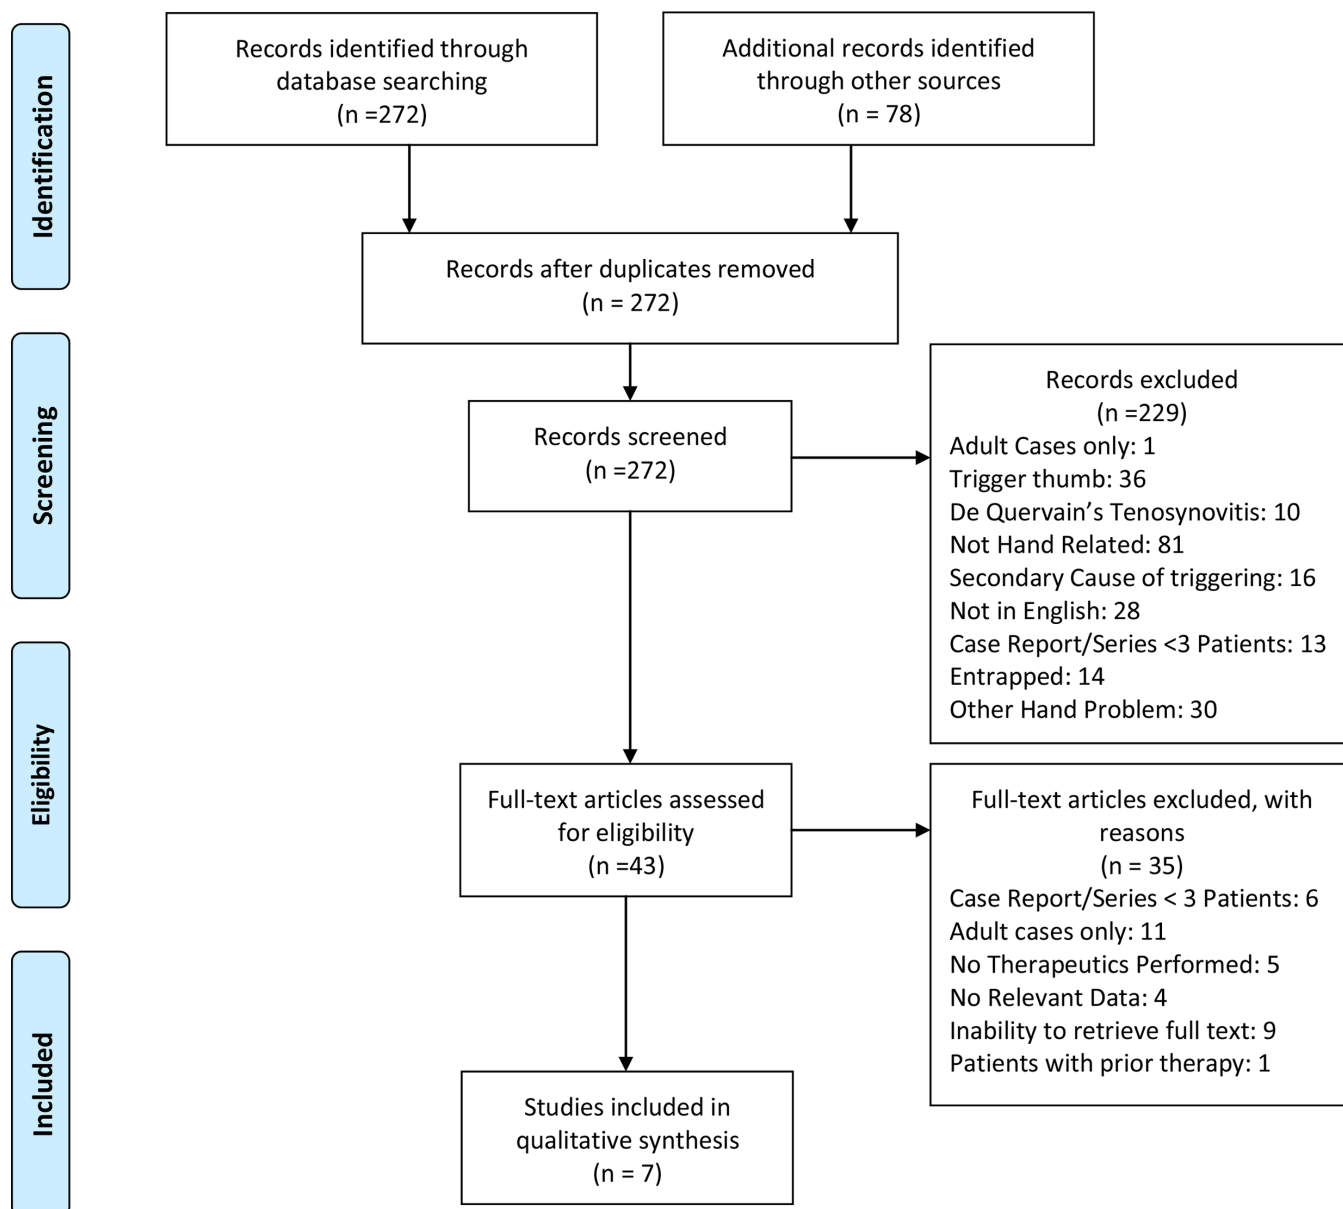 Identification
Records identified through
database searching
(n =272)
Additional records identified
through other sources
(n = 78)
Records after duplicates removed
(n = 272)
Screening
Records screened
(n =272)
Records excluded
(n =229)
Adult Cases only: 1
Trigger thumb: 36
De Quervain’s Tenosynovitis: 10
Not Hand Related: 81
Secondary Cause of triggering: 16
Not in English: 28
Case Report/Series <3 Patients: 13
Entrapped: 14
Other Hand Problem: 30
Eligibility
Full-text articles assessed
for eligibility
(n =43)
Full-text articles excluded, with
reasons
(n = 35)
Case Report/Series < 3 Patients: 6
Adult cases only: 11
No Therapeutics Performed: 5
No Relevant Data: 4
Inability to retrieve full text: 9
Patients with prior therapy: 1
Included
Studies included in
qualitative synthesis
(n = 7)